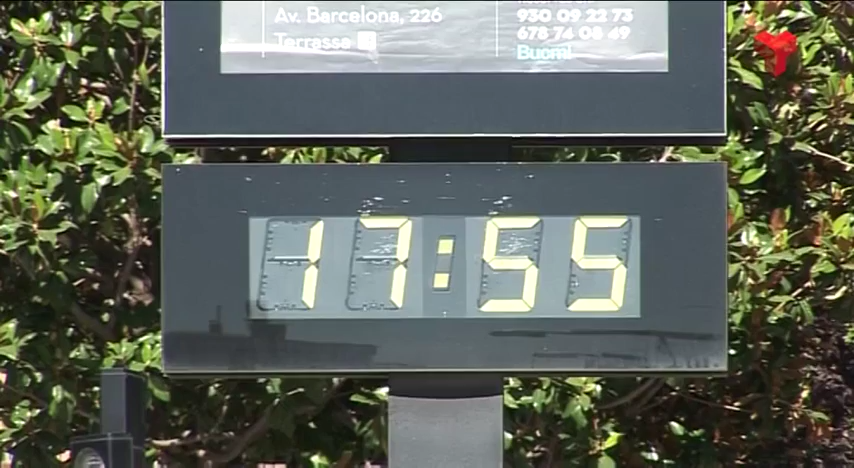 Av. Barcelona, 226
Terrassa
930 09 22 73
678 74 08 49
17:55